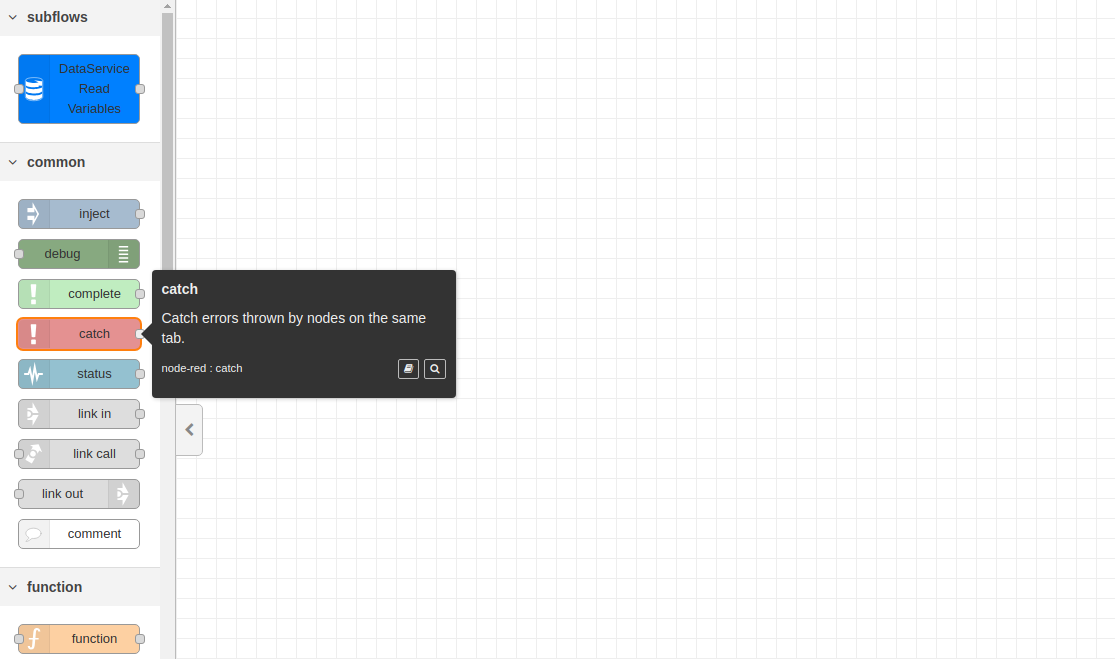 subflows
DataService
Read
Variables
common
inject
debug
complete
catch
status
link in
link call
link out
comment
function
function
catch
Catch errors thrown by nodes on the same
tab.
node-red : catch